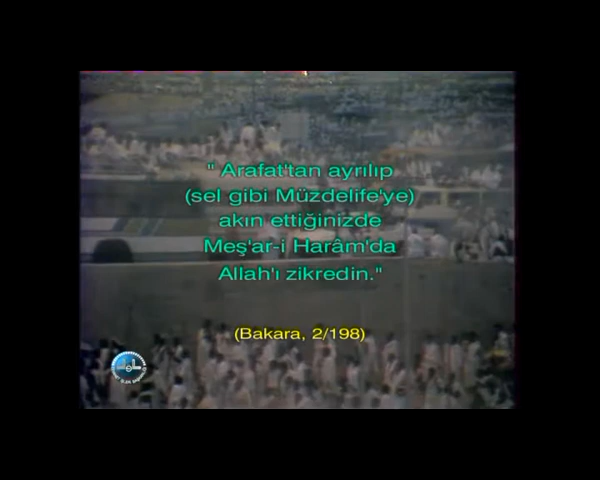 " Arafat'tan ayrılıp
(sel gibi Müzdelife'ye)
akın ettiğinizde
Meş'ar-i Harâm'da
Allah'ı zikredin."
(Bakara, 2/198)